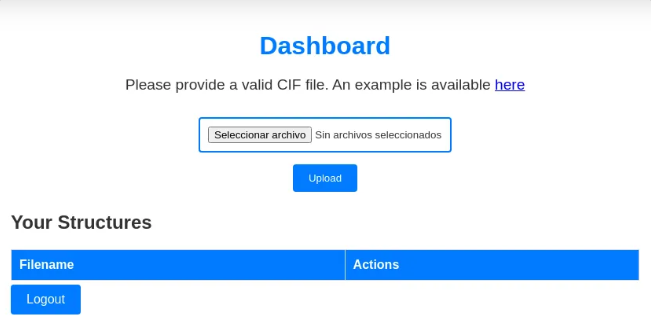 Dashboard
Please provide a valid CIF file. An example is available here
Seleccionar archivo Sin archivos seleccionados
Upload
Your Structures
Filename Actions
Logout